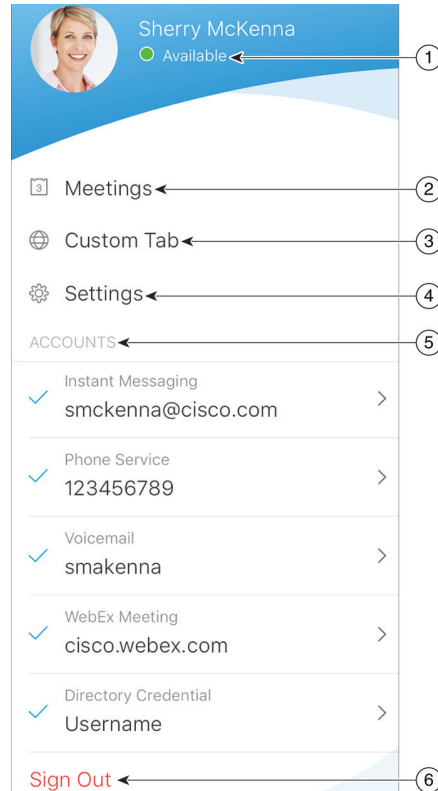 Sherry McKenna
Available
1
3
Meetings
2
Custom Tab
3
Settings
4
ACCOUNTS
5
Instant Messaging
smckenna@cisco.com
Phone Service
123456789
Voicemail
smakenna
WebEx Meeting
cisco.webex.com
Directory Credential
Username
Sign Out
6